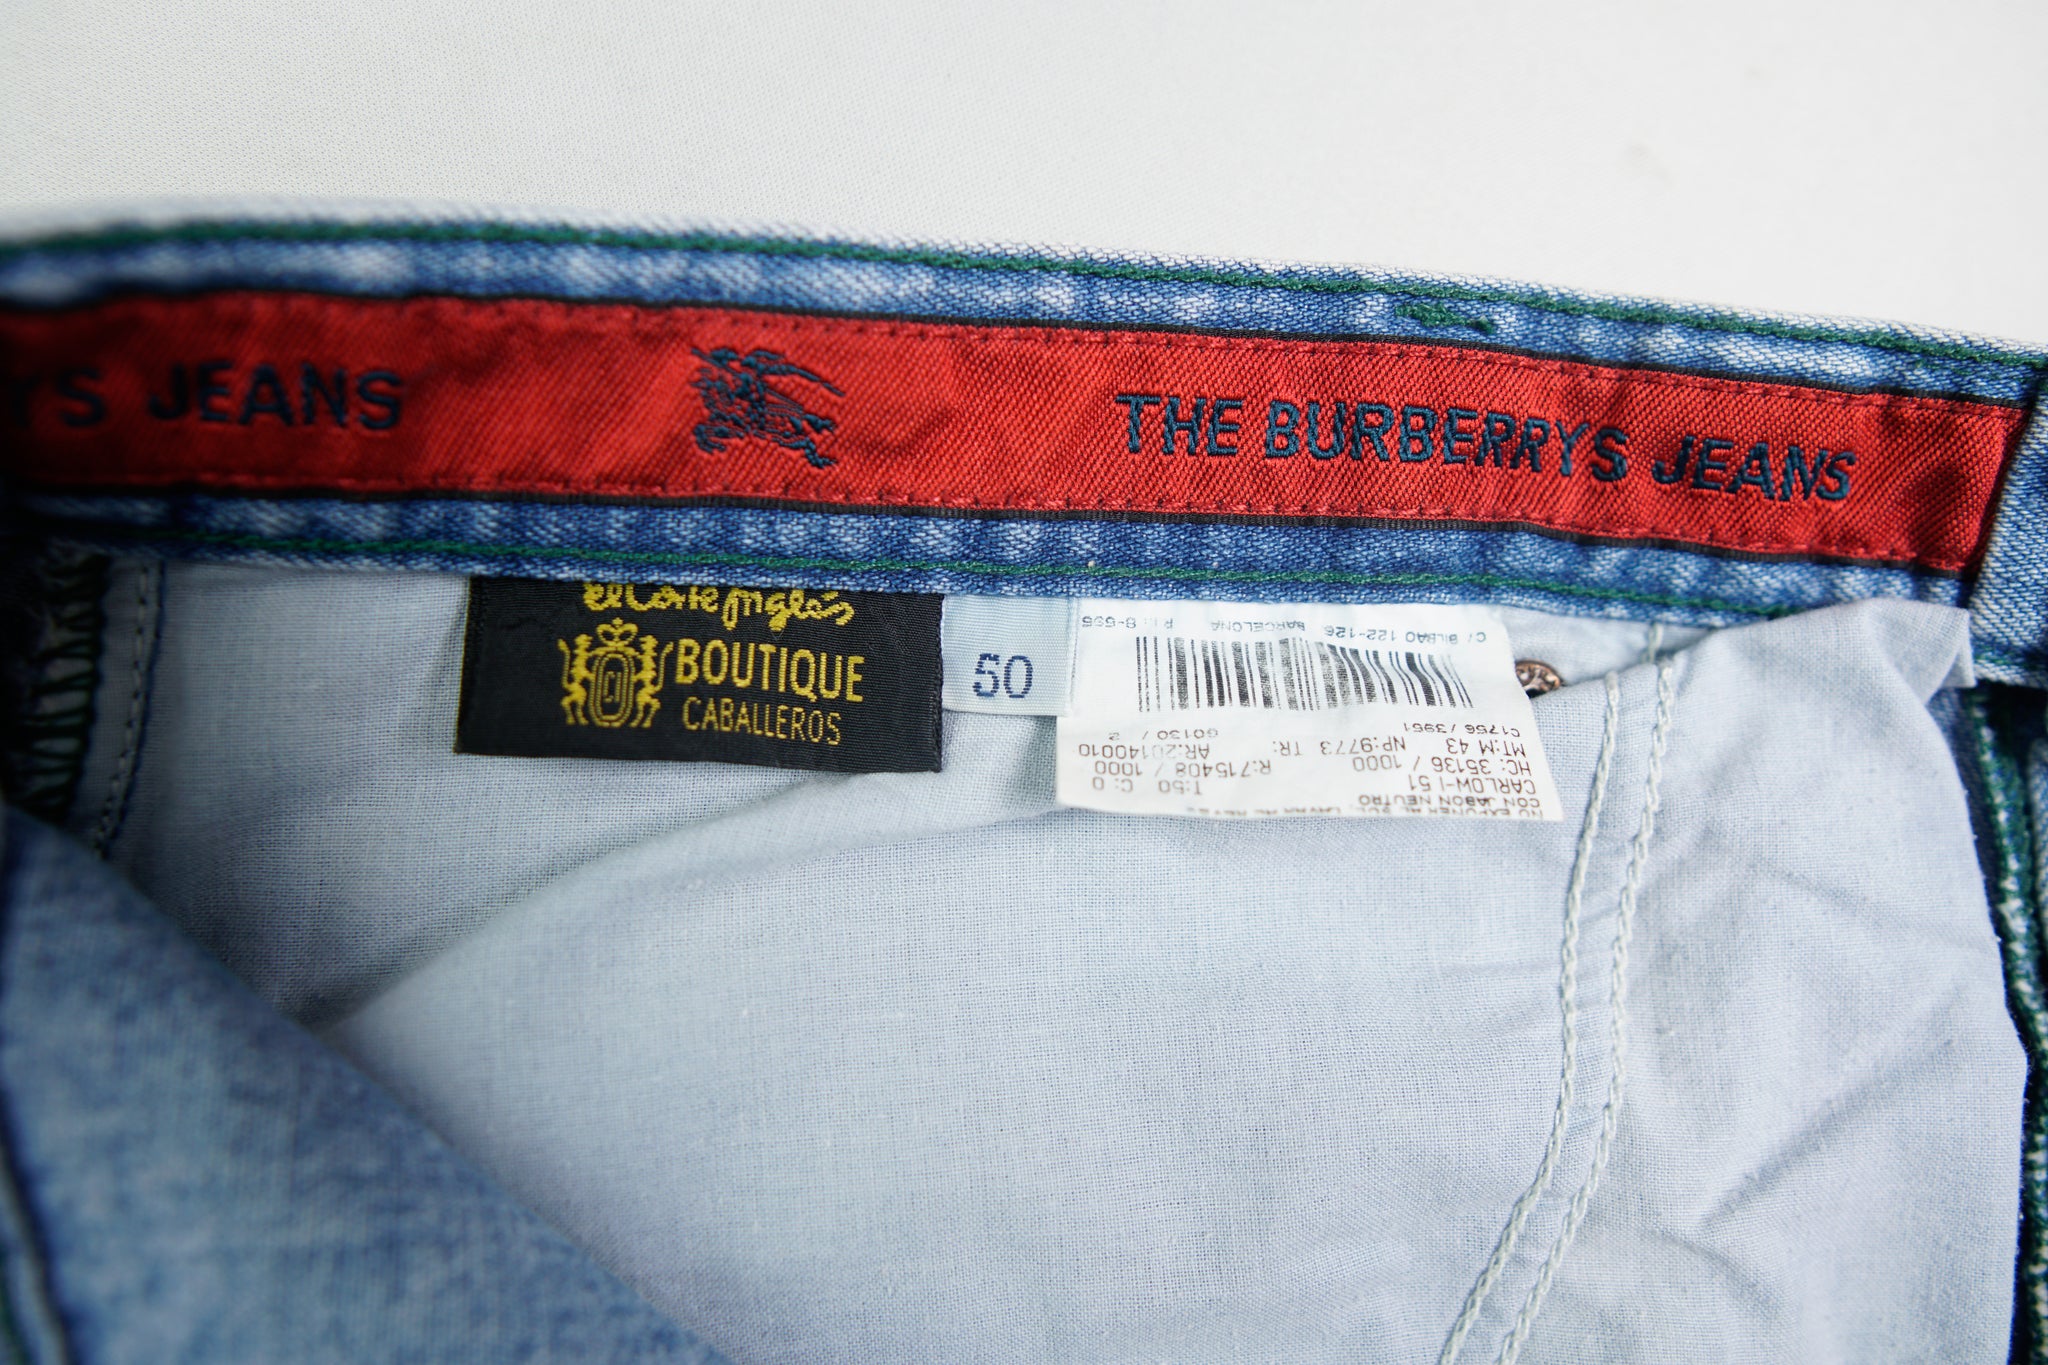 YS JEANS
THE BURBERRYS JEANS
El Corte Inglés
BOUTIQUE
CABALLEROS
50
CON JABON NEUTRO
CARLOW-I 51 T:50 C:0
HC: 35136 / 1000 R:715408 / 1000
MT:M 43 NP:9773 TR: AR:20140010
C1756 /3951 G0130 / 2
C/ BILBAO 122-126 BARCELONA